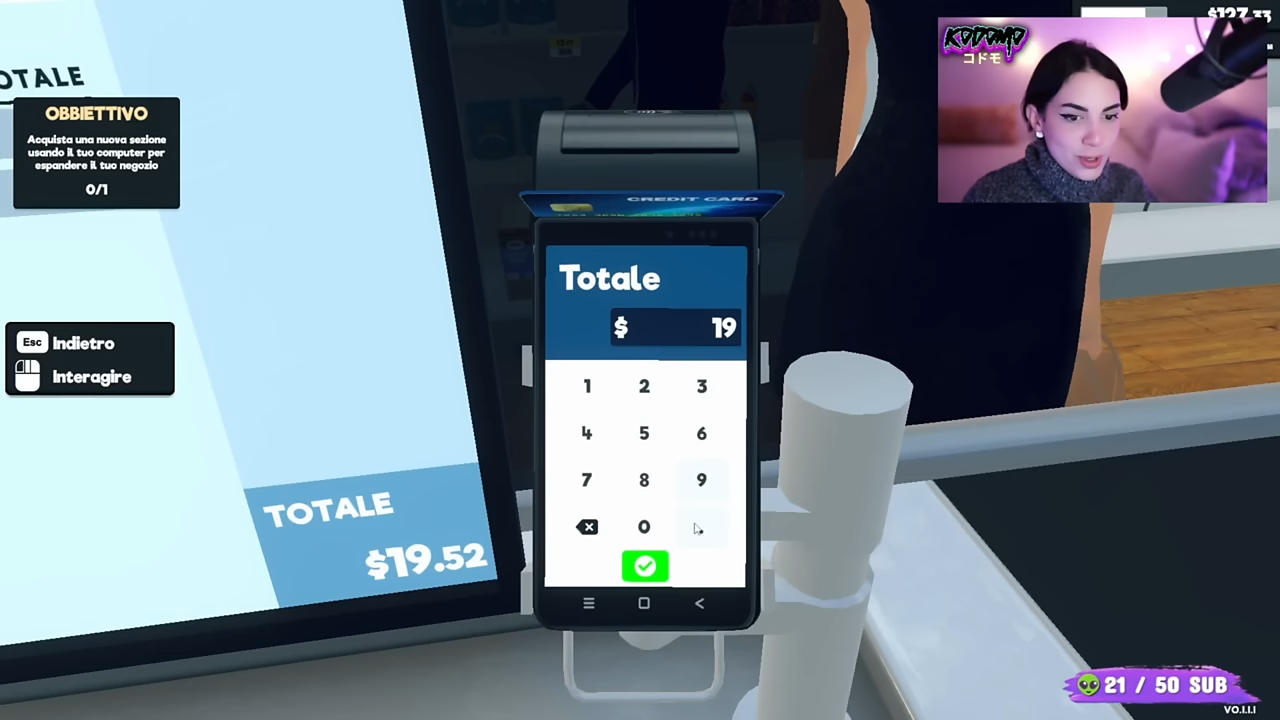 $127.33
KODOMO
コドモ
TOTALE
OBBIETTIVO
Acquista una nuova sezione
usando il tuo computer per
espandere il tuo negozio
0/1
CREDIT CARD
Totale
$ 19
Esc Indietro
Interagire
1 2 3
4 5 6
7 8 9
0 .
TOTALE
$19.52
21 / 50 SUB
V0.1.1.1